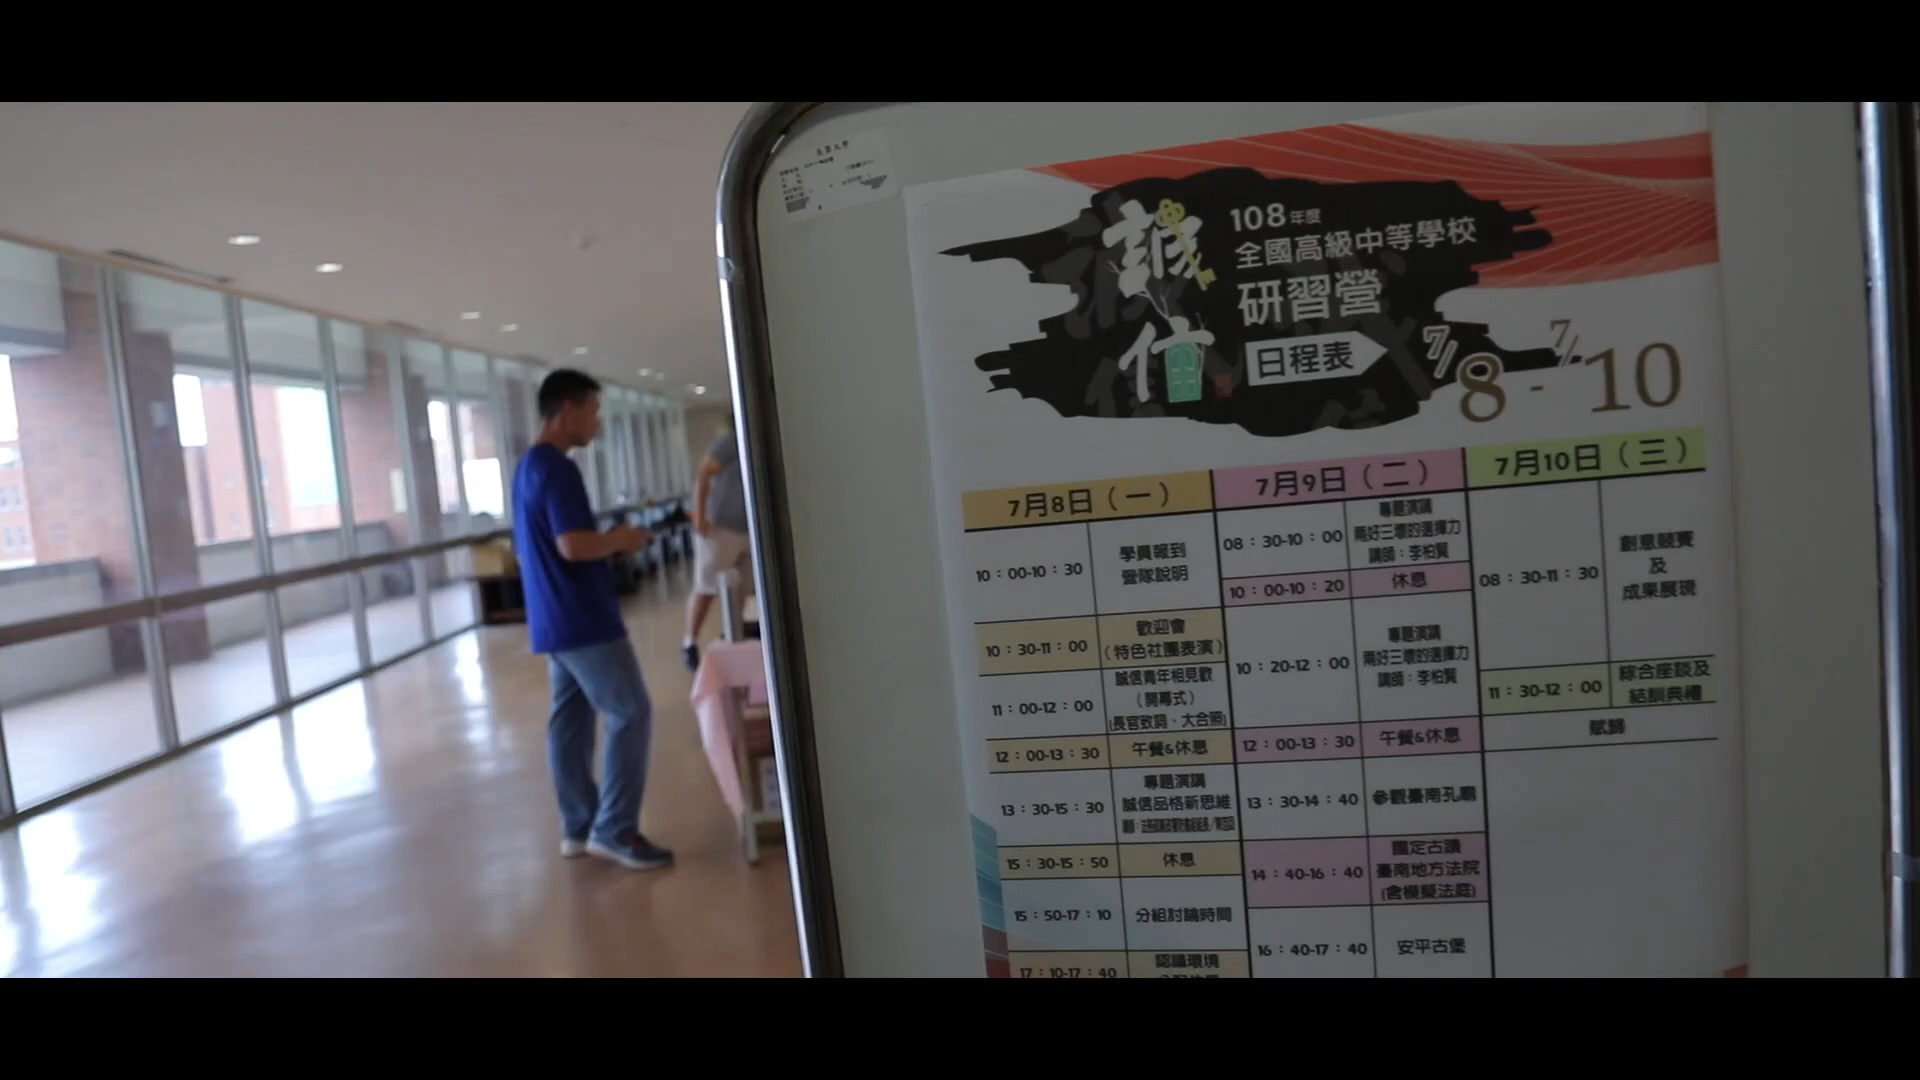 長榮大學
誠信
108年度
全國高級中等學校
研習營
日程表
7/8 - 7/10
7月8日（一）
10：00-10：30
學員報到
營隊說明
10：30-11：00
歡迎會
（特色社團表演）
11：00-12：00
誠信青年相見歡
（開幕式）
(長官致詞、大合照)
12：00-13：30
午餐&休息
13：30-15：30
專題演講
誠信品格新思維
15：30-15：50
休息
15：50-17：10
分組討論時間
17：10-17：40
認識環境
7月9日（二）
08：30-10：00
專題演講
兩好三壞的選擇力
講師：李柏賢
10：00-10：20
休息
10：20-12：00
專題演講
兩好三壞的選擇力
講師：李柏賢
12：00-13：30
午餐&休息
13：30-14：40
參觀臺南孔廟
14：40-16：40
國定古蹟
臺南地方法院
(含模擬法庭)
16：40-17：40
安平古堡
7月10日（三）
08：30-11：30
創意競賽
及
成果展現
11：30-12：00
綜合座談及
結訓典禮
賦歸